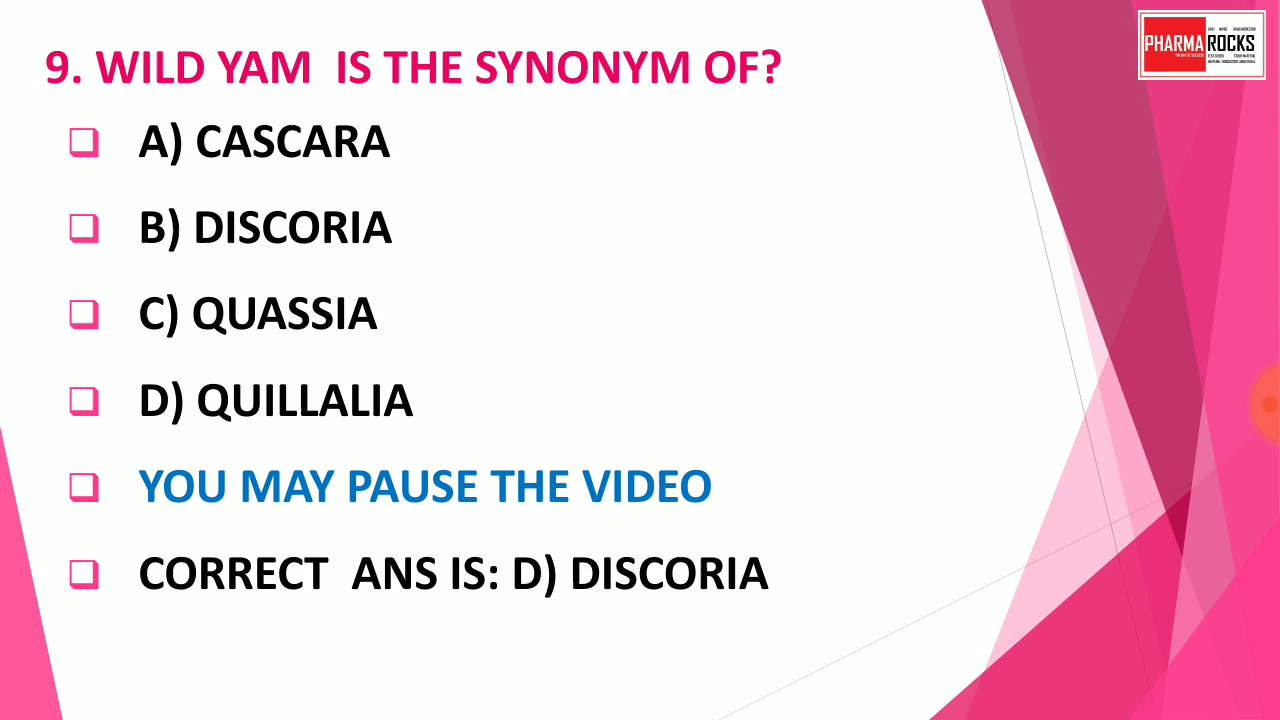 9. WILD YAM IS THE SYNONYM OF?
A) CASCARA
B) DISCORIA
C) QUASSIA
D) QUILLALIA
YOU MAY PAUSE THE VIDEO
CORRECT ANS IS: D) DISCORIA
PHARMA ROCKS